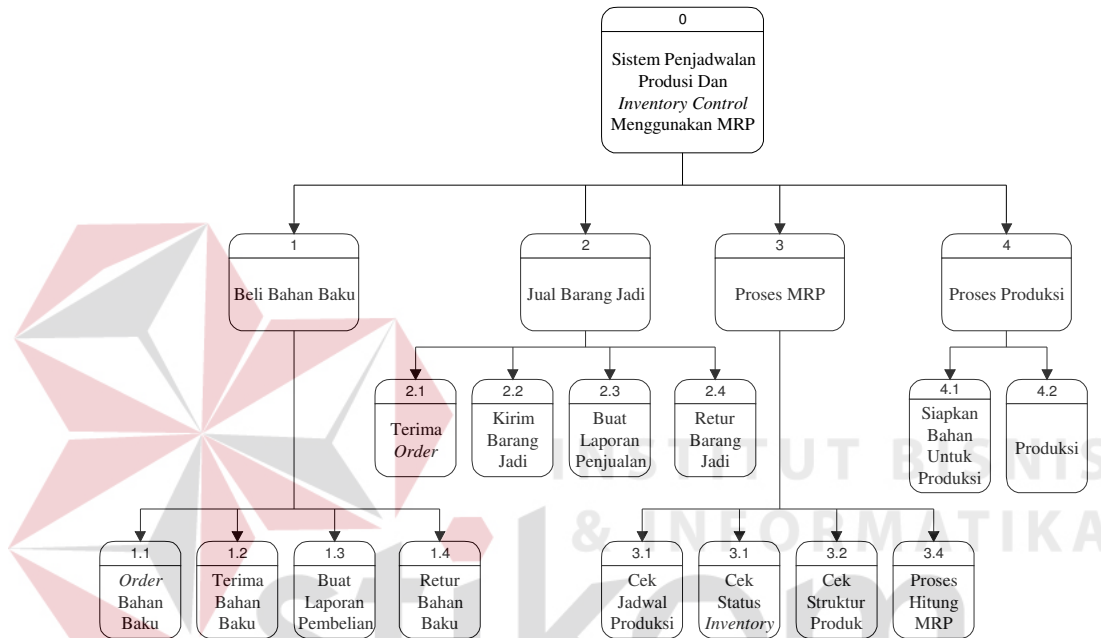 0
Sistem Penjadwalan
Produsi Dan
Inventory Control
Menggunakan MRP
1
Beli Bahan Baku
2
Jual Barang Jadi
3
Proses MRP
4
Proses Produksi
2.1
Terima
Order
2.2
Kirim
Barang
Jadi
2.3
Buat
Laporan
Penjualan
2.4
Retur
Barang
Jadi
4.1
Siapkan
Bahan
Untuk
Produksi
4.2
Produksi
INSTITUT BISNIS
& INFORMATIKA
stikom
1.1
Order
Bahan
Baku
1.2
Terima
Bahan
Baku
1.3
Buat
Laporan
Pembelian
1.4
Retur
Bahan
Baku
3.1
Cek
Jadwal
Produksi
3.1
Cek
Status
Inventory
3.2
Cek
Struktur
Produk
3.4
Proses
Hitung
MRP